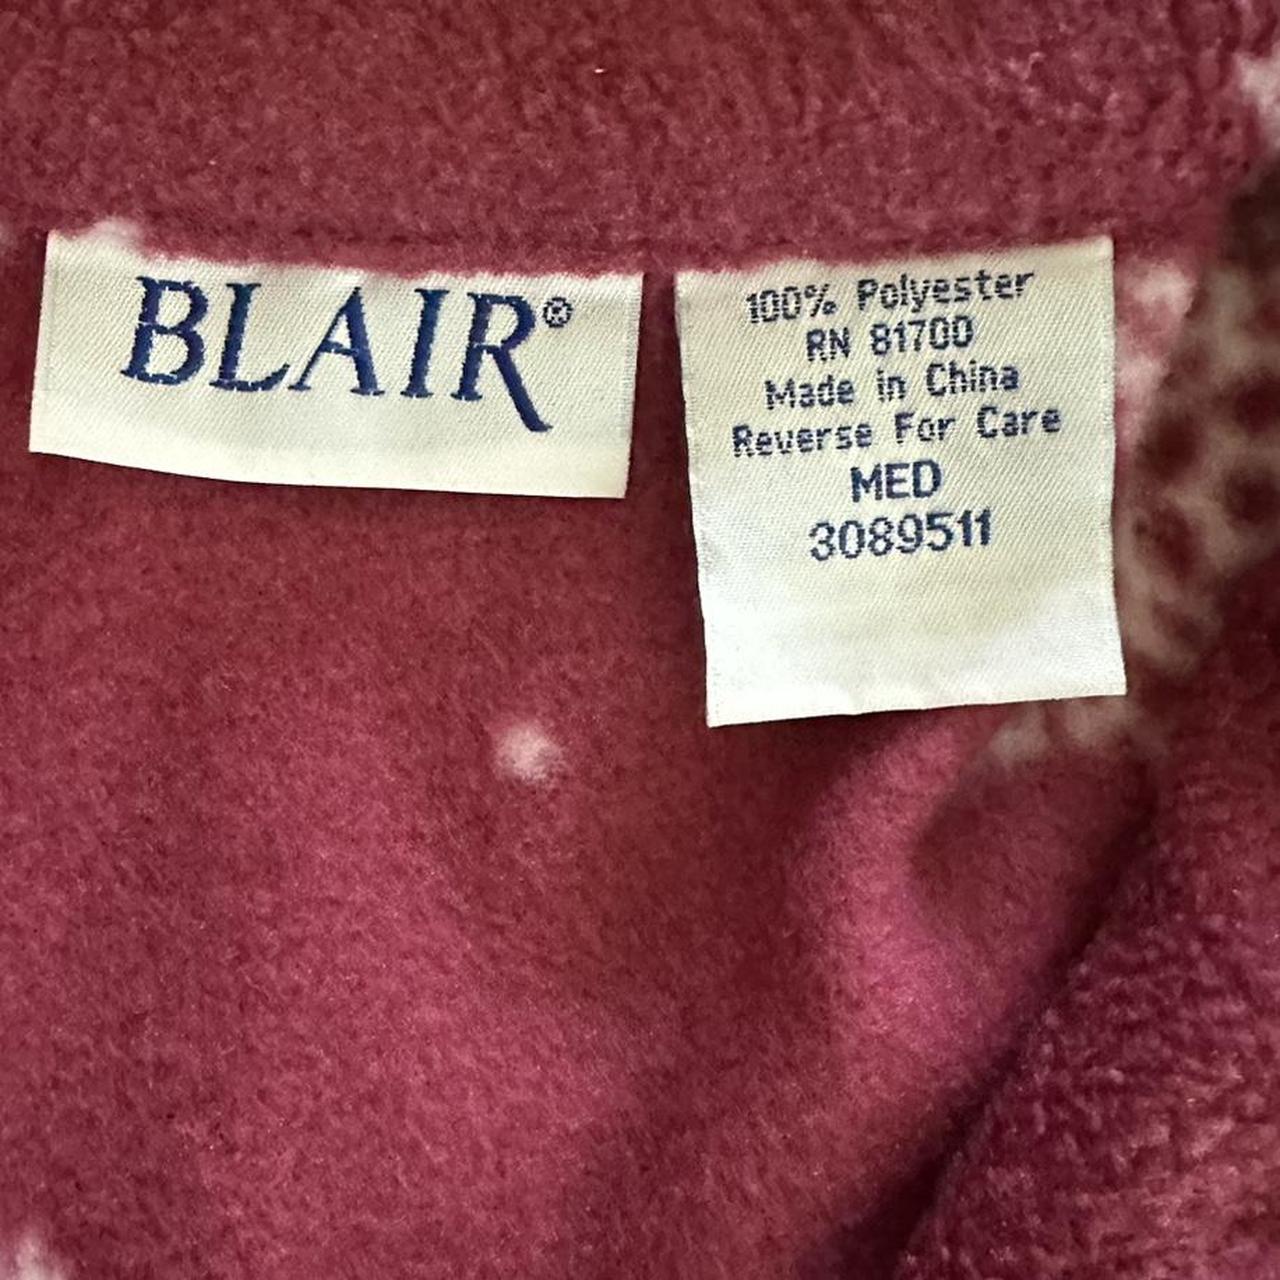 BLAIR®
100% Polyester
RN 81700
Made in China
Reverse For Care
MED
3089511